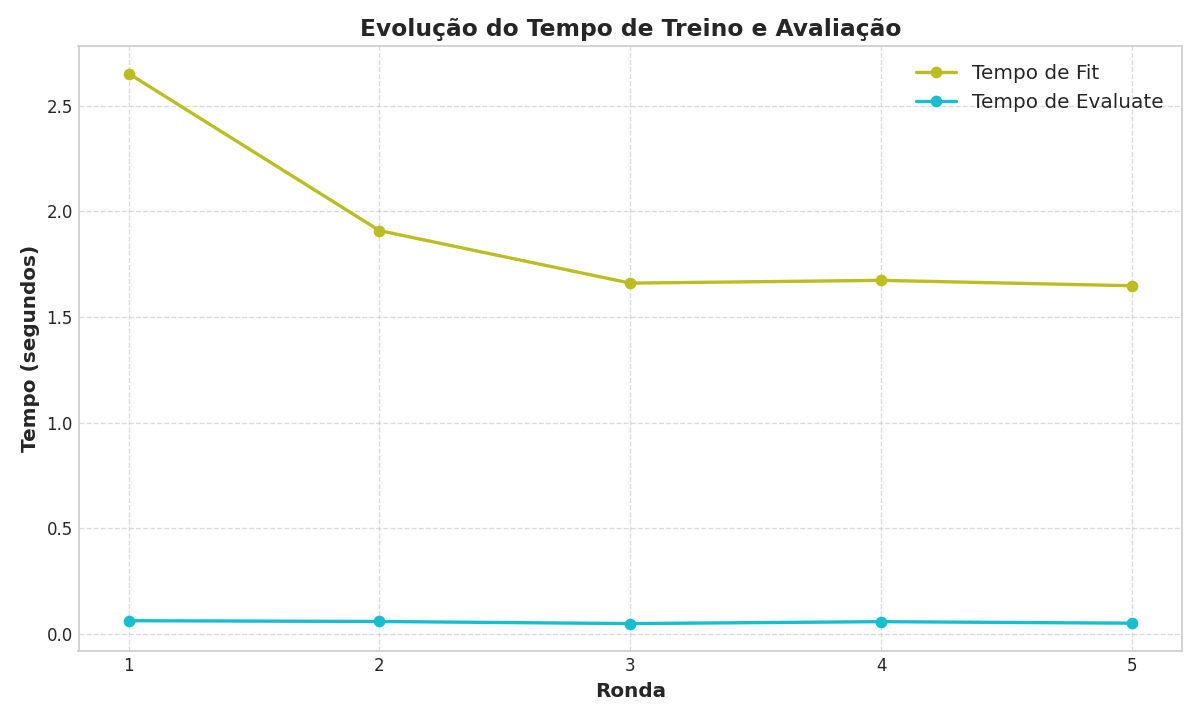 Evolução do Tempo de Treino e Avaliação
Tempo de Fit
Tempo de Evaluate
Tempo (segundos)
2.5
2.0
1.5
1.0
0.5
0.0
1 2 3 4 5
Ronda